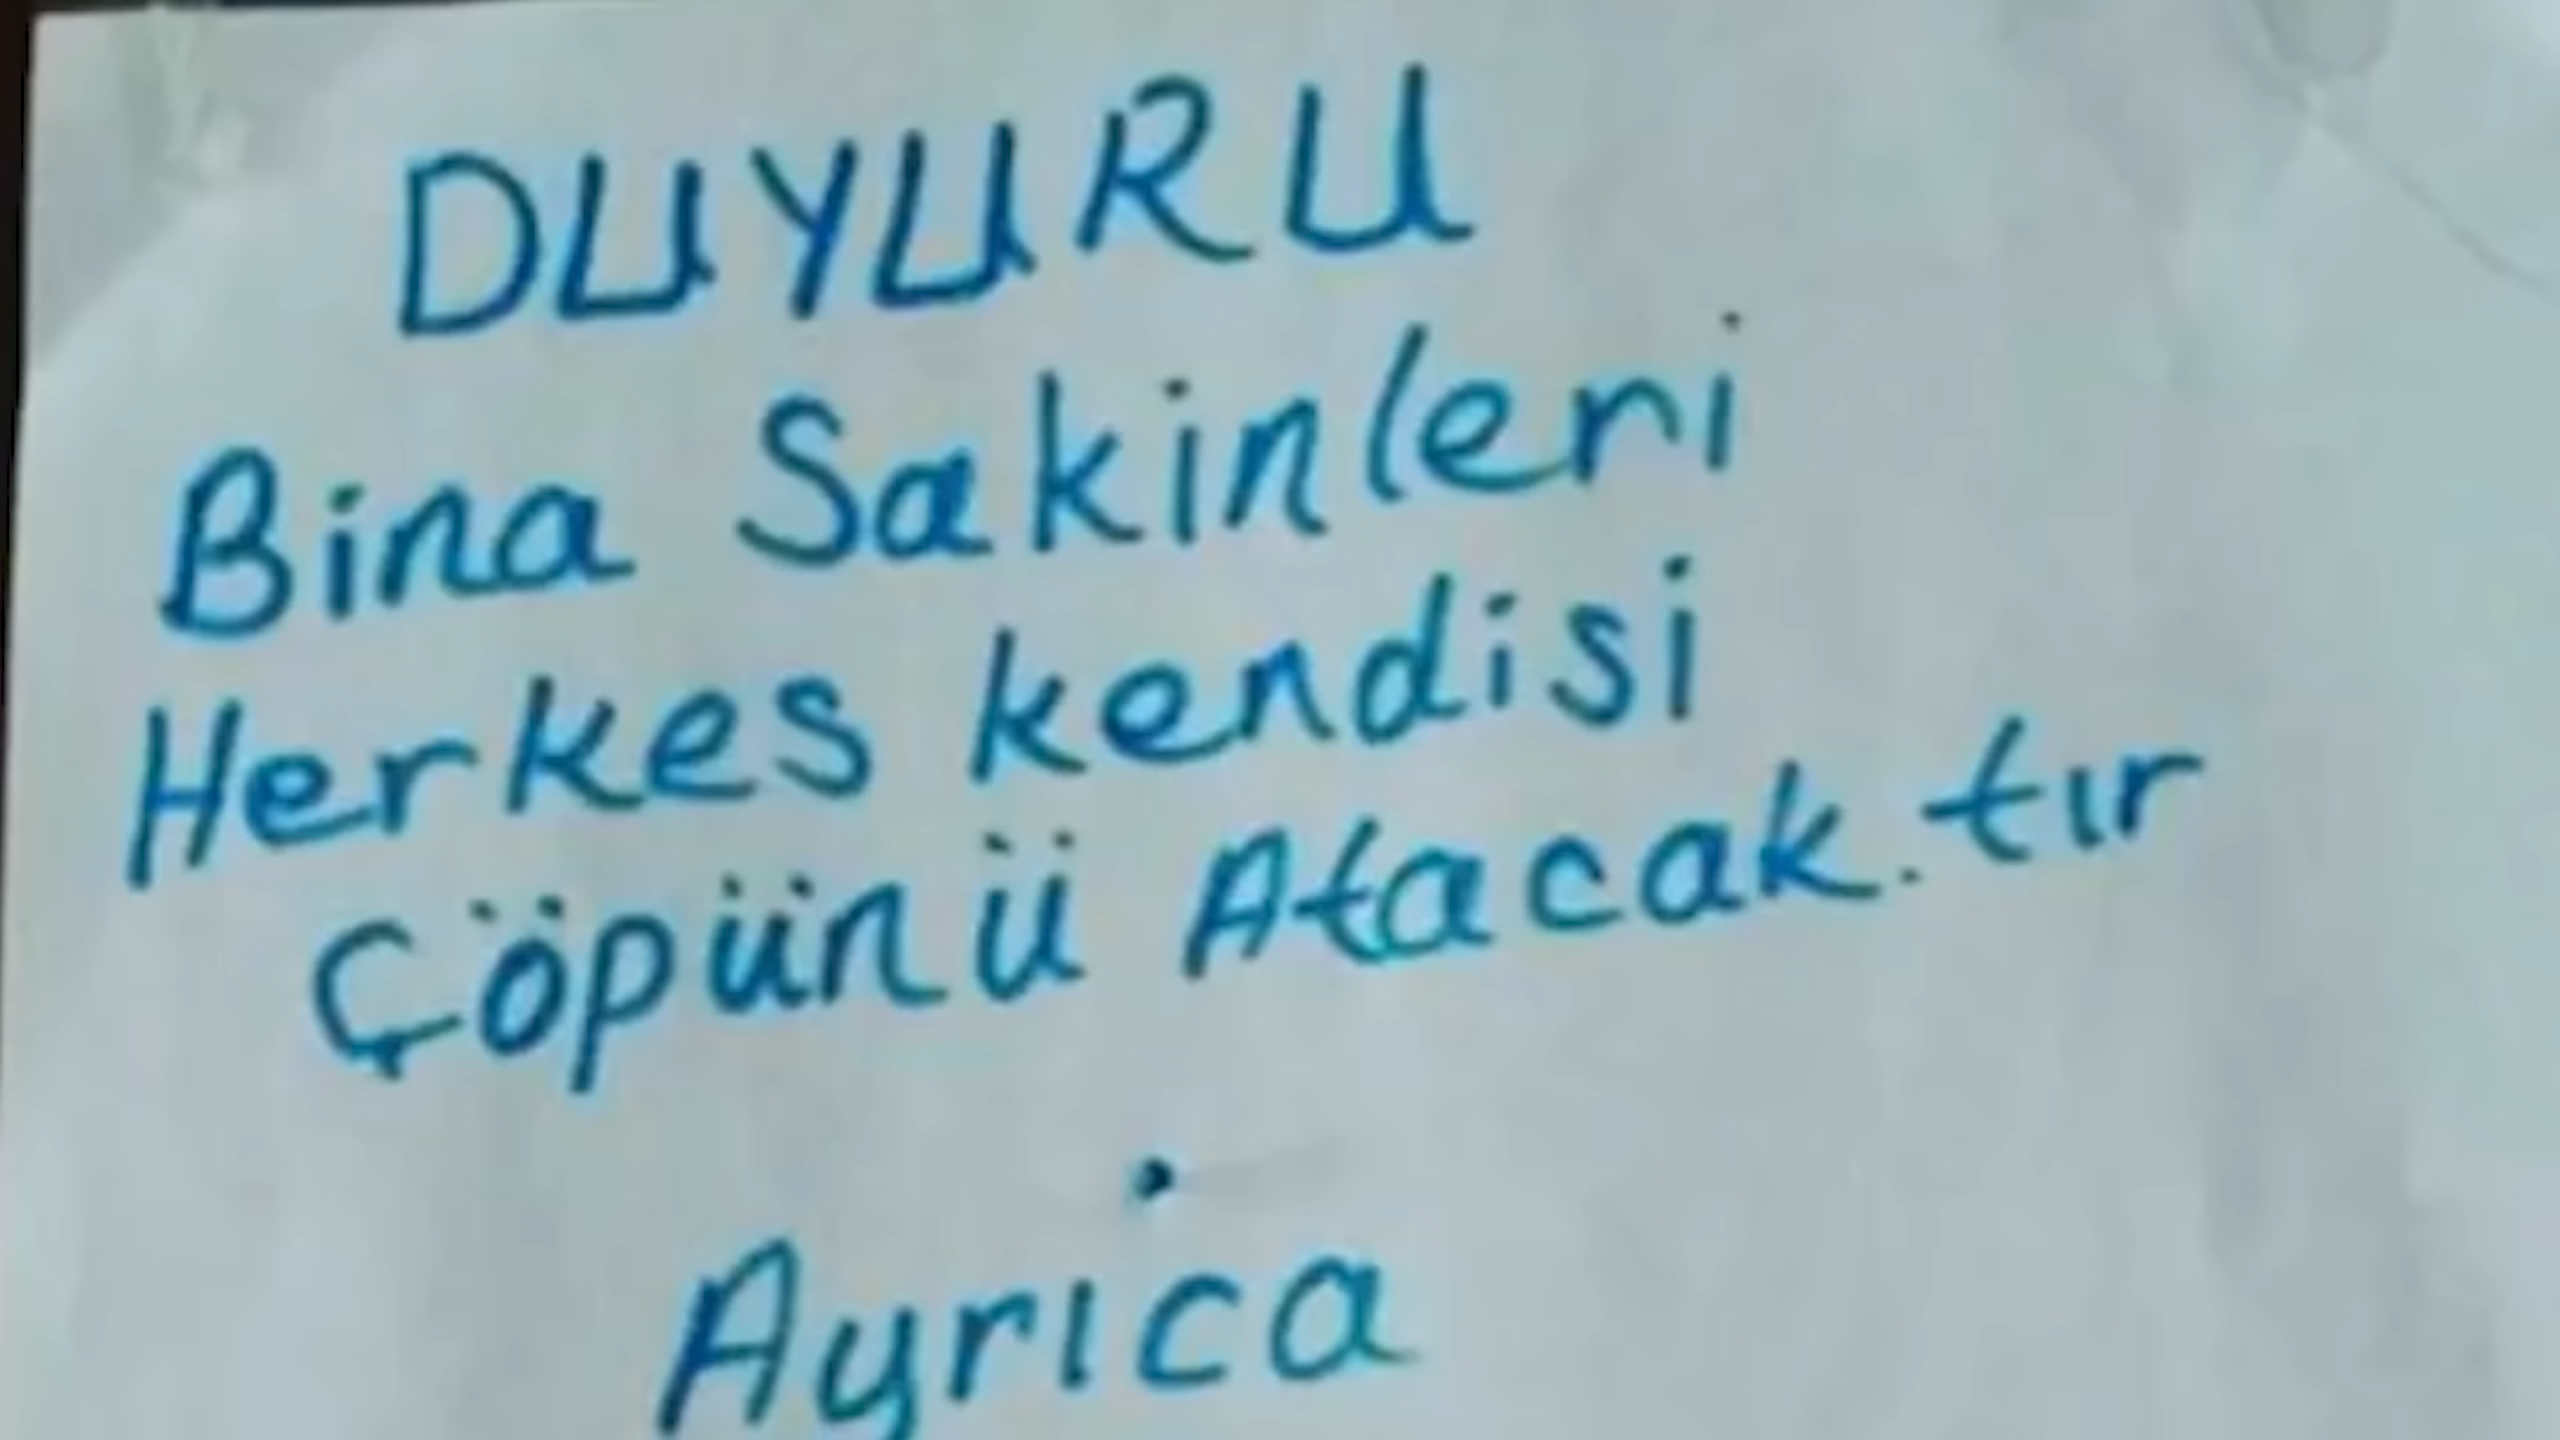 DUYURU
Bina Sakinleri
Herkes kendisi
Çöpünü Atacak.tır
Ayrıca